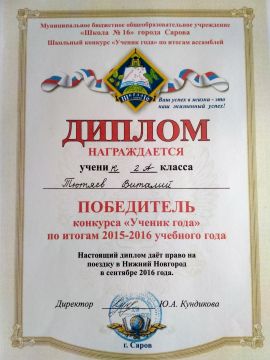 Муниципальное бюджетное общеобразовательное учреждение
«Школа № 16» города Сарова
Школьный конкурс «Ученик года» по итогам ассамблей
Ваш успех в жизни - это
наш жизненный успех!
ДИПЛОМ
НАГРАЖДАЕТСЯ
ученик 2А класса
Тютяев Виталий
ПОБЕДИТЕЛЬ
конкурса «Ученик года»
по итогам 2015-2016 учебного года
Настоящий диплом даёт право на
поездку в Нижний Новгород
в сентябре 2016 года.
Директор Ю.А. Кундикова
г. Саров